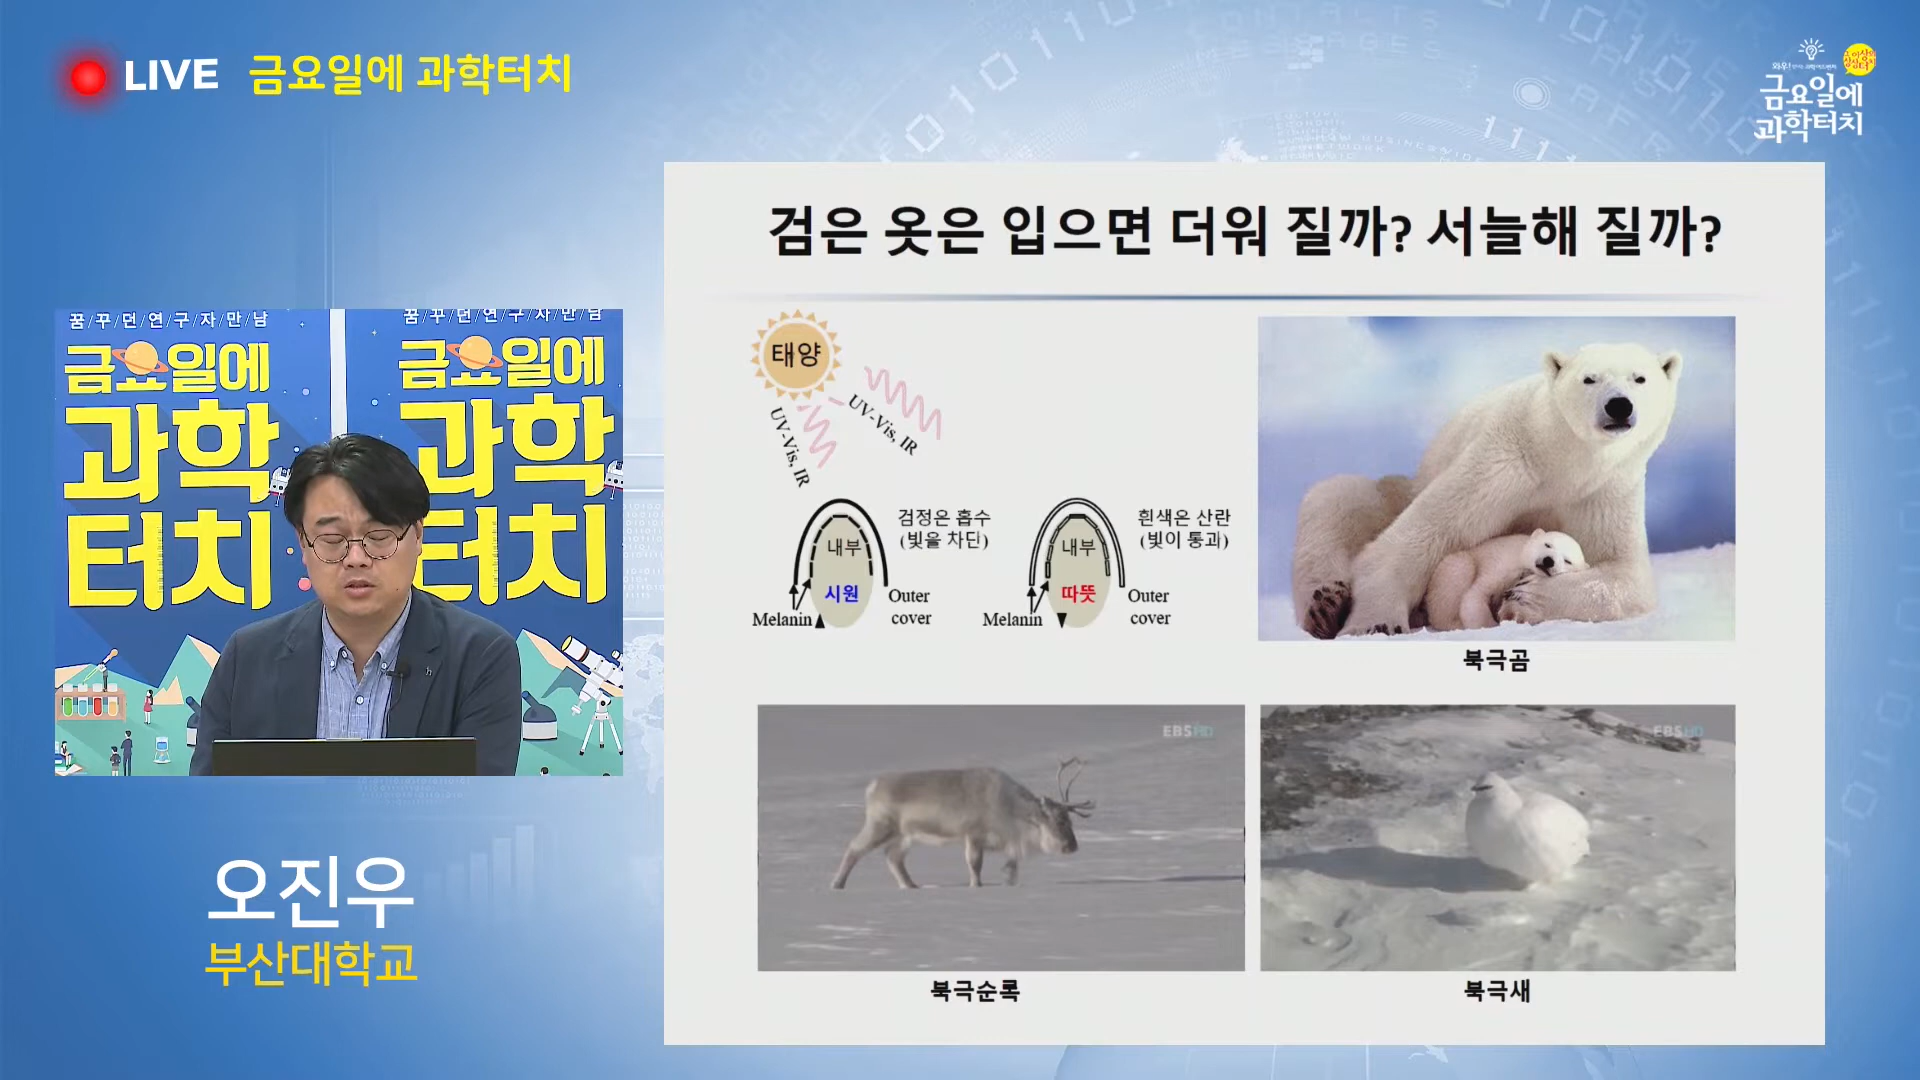 LIVE 금요일에 과학터치
금요일에
과학터치
꿈/꾸/던/연/구/자/만/남
금요일에
과학
터치
꿈/꾸/던/연/구/자/만/남
금요일에
과학
터치
오진우
부산대학교
검은 옷은 입으면 더워 질까? 서늘해 질까?
태양
UV-Vis, IR
UV-Vis, IR
검정은 흡수
(빛을 차단)
내부
시원
Melanin
Outer
cover
흰색은 산란
(빛이 통과)
내부
따뜻
Melanin
Outer
cover
북극곰
EBS HD
북극순록
EBS HD
북극새